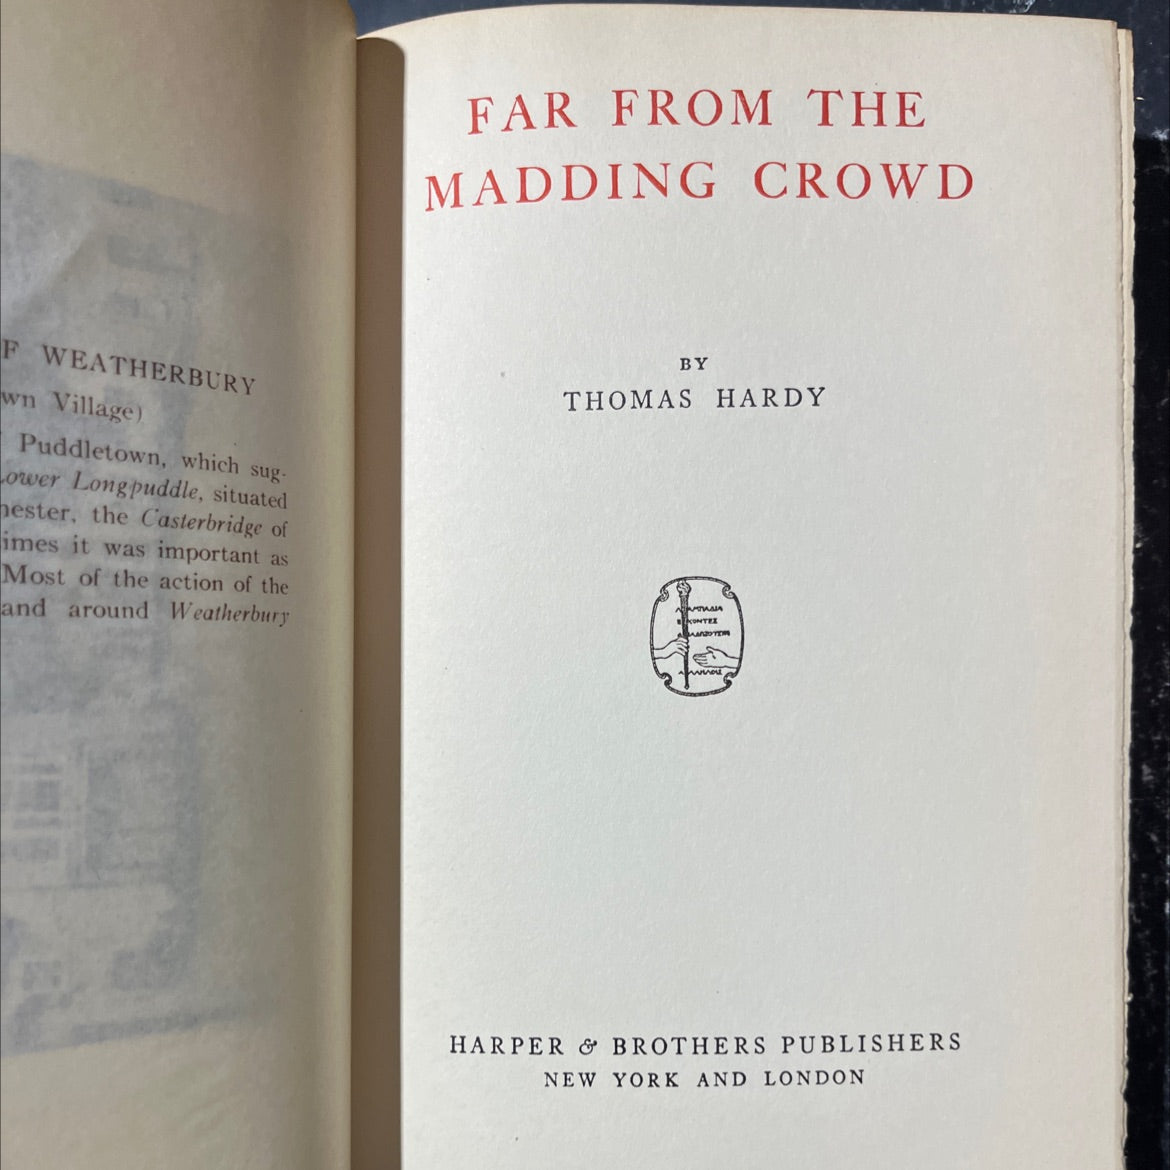 F WEATHERBURY
wn Village)
Puddletown, which sug-
ower Longpuddle, situated
hester, the Casterbridge of
imes it was important as
Most of the action of the
and around Weatherbury
FAR FROM THE
MADDING CROWD
BY
THOMAS HARDY
HARPER & BROTHERS PUBLISHERS
NEW YORK AND LONDON